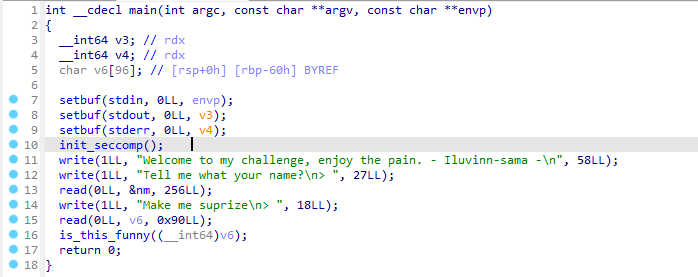 1 int __cdecl main(int argc, const char **argv, const char **envp)
2 {
3 __int64 v3; // rdx
4 __int64 v4; // rdx
5 char v6[96]; // [rsp+0h] [rbp-60h] BYREF
6
7 setbuf(stdin, 0LL, envp);
8 setbuf(stdout, 0LL, v3);
9 setbuf(stderr, 0LL, v4);
10 init_seccomp();
11 write(1LL, "Welcome to my challenge, enjoy the pain. - Iluvinn-sama -\n", 58LL);
12 write(1LL, "Tell me what your name?\n> ", 27LL);
13 read(0LL, &nm, 256LL);
14 write(1LL, "Make me suprize\n> ", 18LL);
15 read(0LL, v6, 0x90LL);
16 is_this_funny((__int64)v6);
17 return 0;
18 }